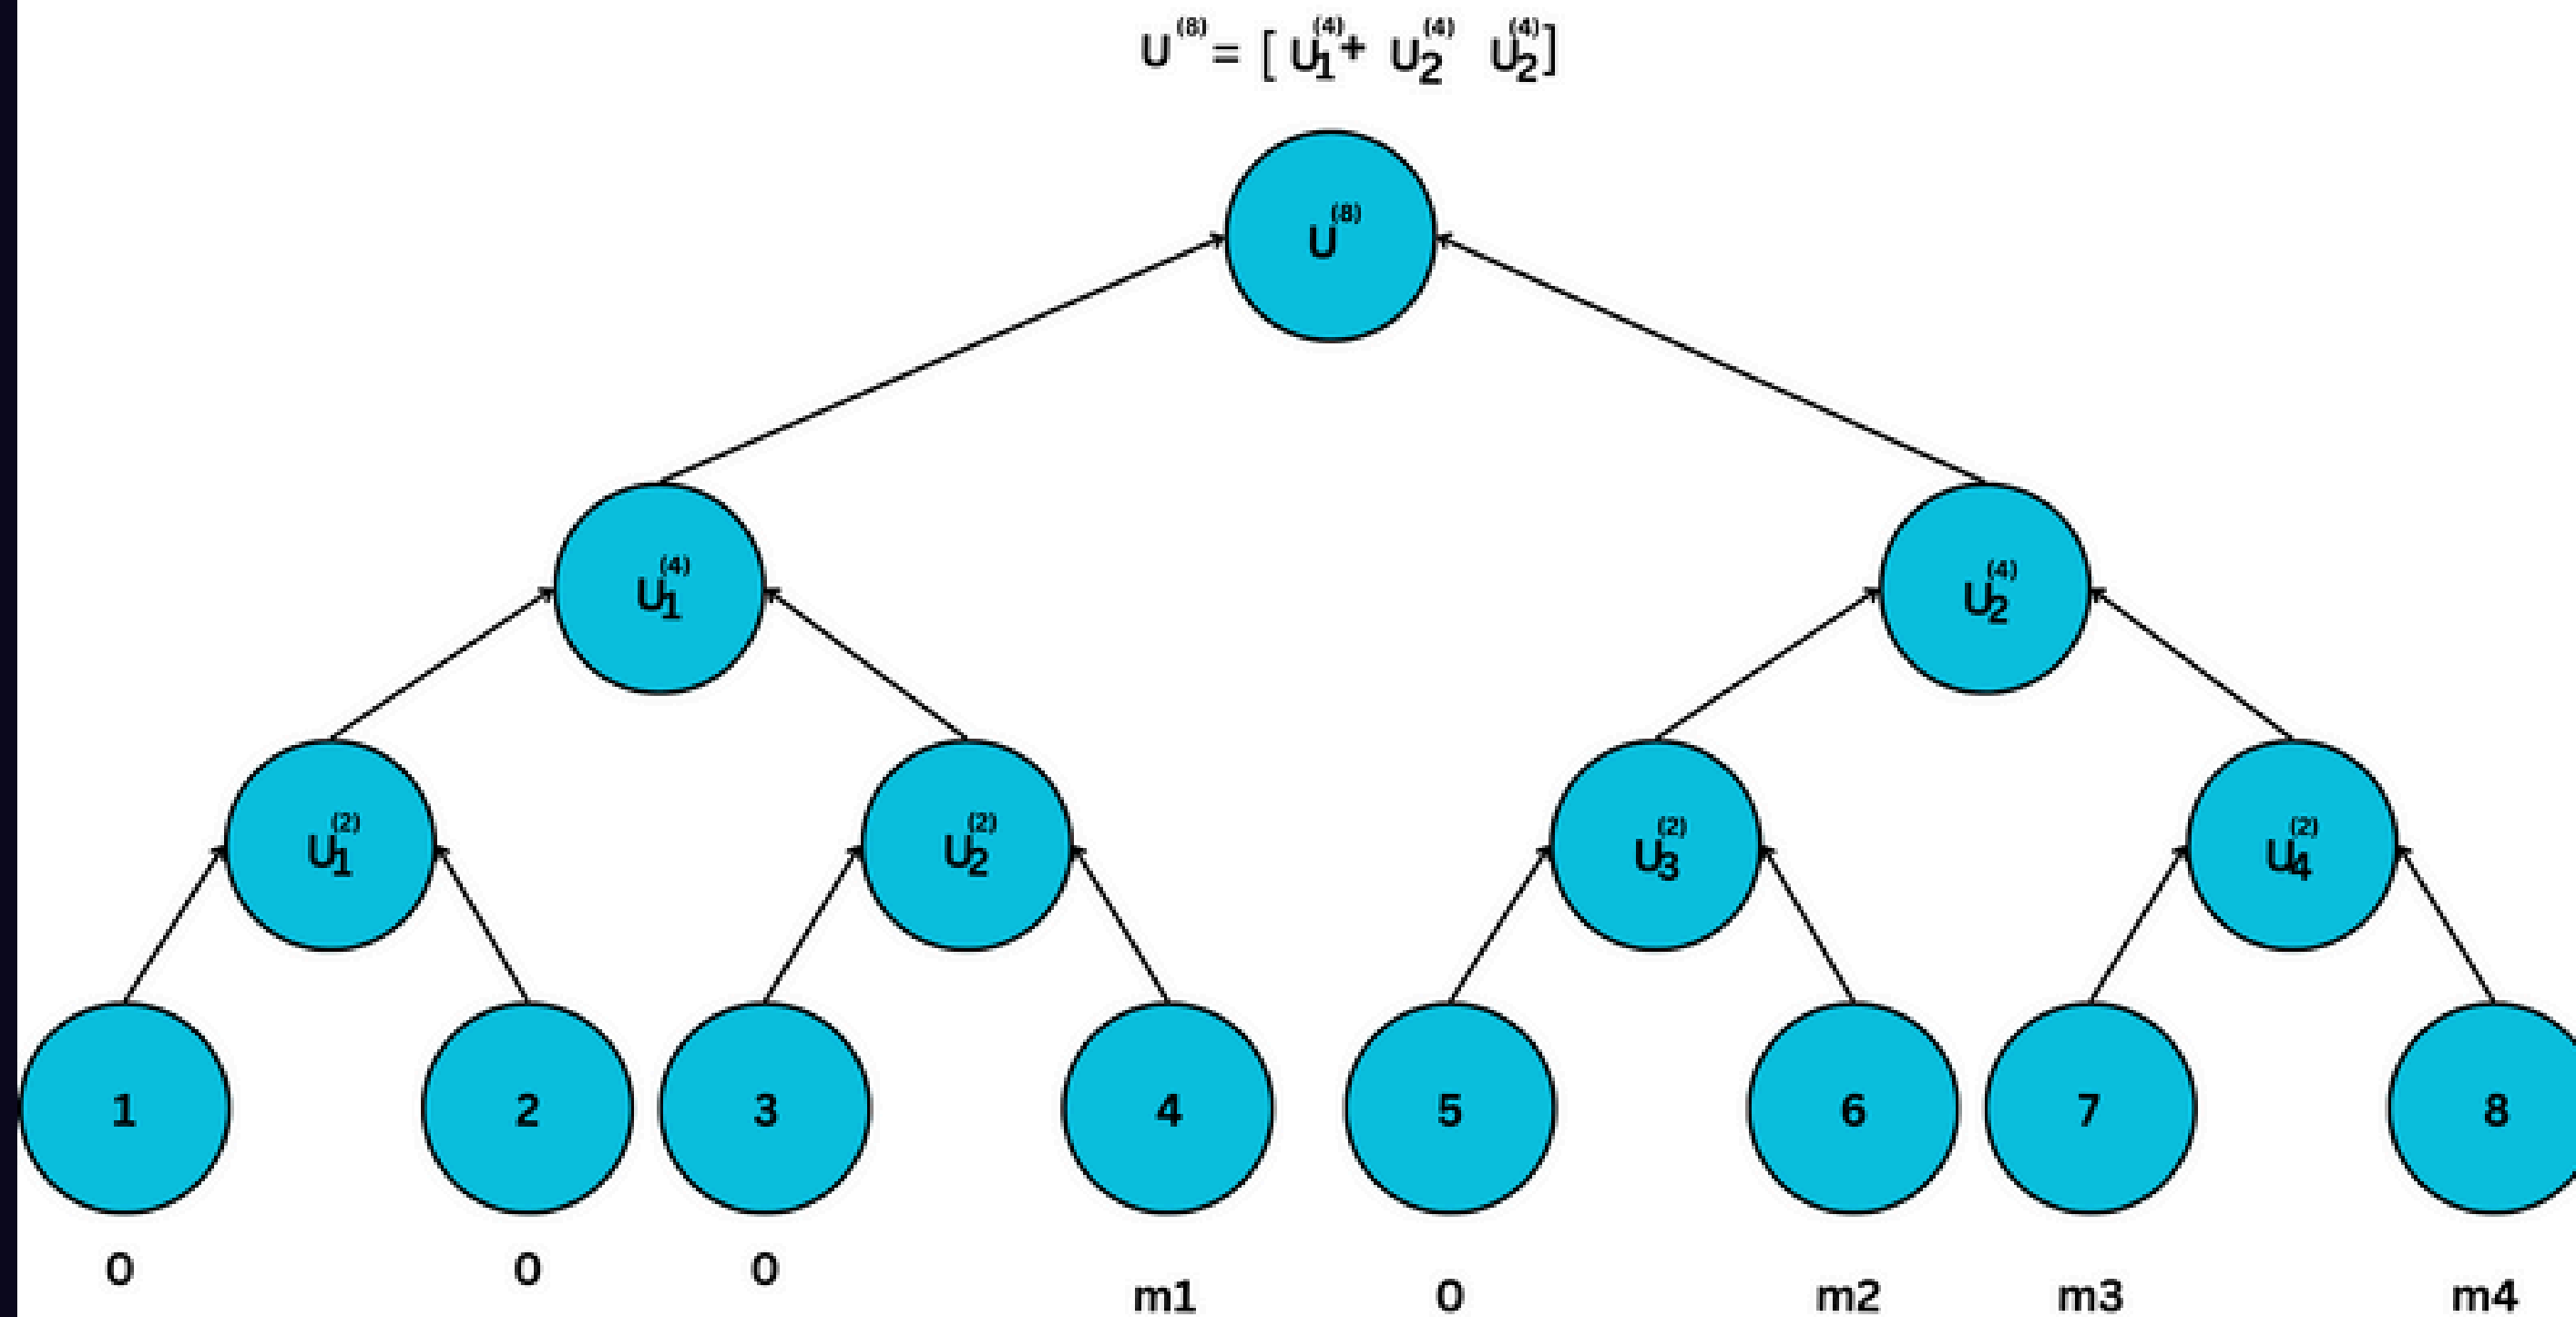 U⁽⁸⁾ = [ U₁⁽⁴⁾ + U₂⁽⁴⁾ U₂⁽⁴⁾ ]
U⁽⁸⁾
U₁⁽⁴⁾ U₂⁽⁴⁾
U₁⁽²⁾ U₂⁽²⁾ U₃⁽²⁾ U₄⁽²⁾
1 2 3 4 5 6 7 8
0 0 0 m1 0 m2 m3 m4